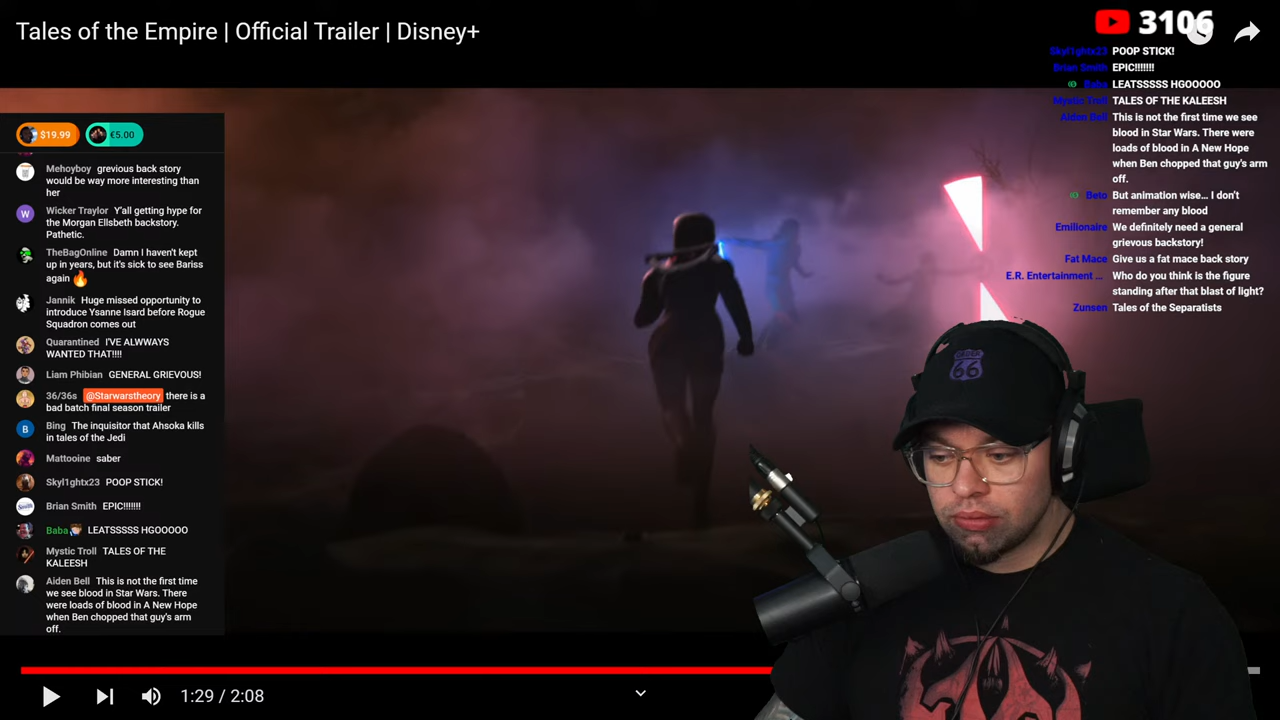 Tales of the Empire | Official Trailer | Disney+
3106
$19.99 €5.00
Mehoyboy grevious back story
would be way more interesting than
her
Wicker Traylor Y'all getting hype for
the Morgan Ellsbeth backstory.
Pathetic.
TheBagOnline Damn I haven't kept
up in years, but it's sick to see Bariss
again
Jannik Huge missed opportunity to
introduce Ysanne Isard before Rogue
Squadron comes out
Quarantined I'VE ALWWAYS
WANTED THAT!!!!
Liam Phibian GENERAL GRIEVOUS!
36/36s @Starwarstheory there is a
bad batch final season trailer
Bing The inquisitor that Ahsoka kills
in tales of the Jedi
Mattooine saber
Skyl1ghtx23 POOP STICK!
Brian Smith EPIC!!!!!!!
Baba LEATSSSSS HGOOOOO
Mystic Troll TALES OF THE
KALEESH
Aiden Bell This is not the first time
we see blood in Star Wars. There
were loads of blood in A New Hope
when Ben chopped that guy's arm
off.
Skyl1ghtx23 POOP STICK!
Brian Smith EPIC!!!!!!!
Baba LEATSSSSS HGOOOOO
Mystic Troll TALES OF THE KALEESH
Aiden Bell This is not the first time we see
blood in Star Wars. There were
loads of blood in A New Hope
when Ben chopped that guy's arm
off.
Beto But animation wise... I don't
remember any blood
Emilionaire We definitely need a general
grievous backstory!
Fat Mace Give us a fat mace back story
E.R. Entertainment ... Who do you think is the figure
standing after that blast of light?
Zunsen Tales of the Separatists
ORDER
66
1:29 / 2:08